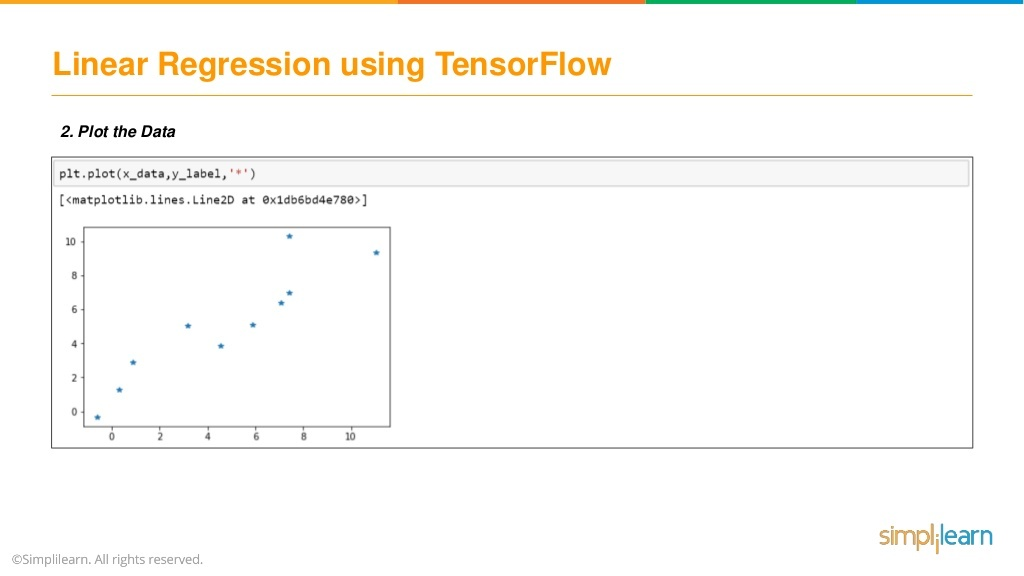 Linear Regression using TensorFlow
2. Plot the Data
plt.plot(x_data,y_label,'*')
[<matplotlib.lines.Line2D at 0x1db6bd4e780>]
10
8
6
4
2
0
0 2 4 6 8 10
simplilearn
©Simplilearn. All rights reserved.